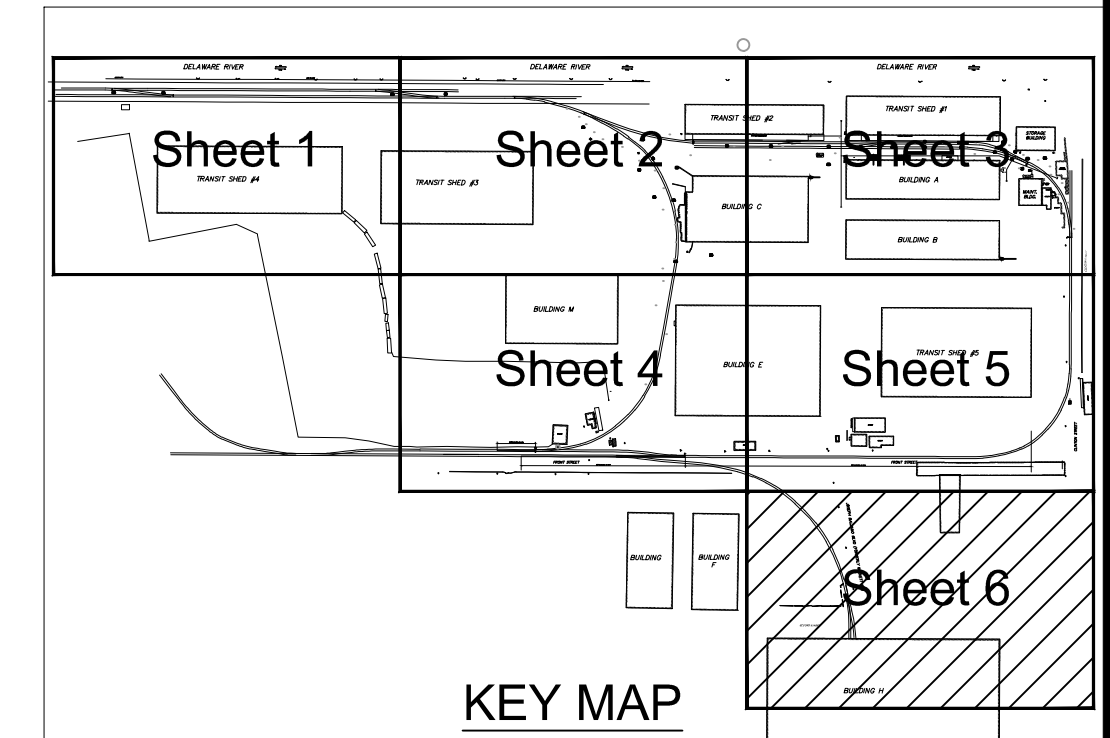 DELAWARE RIVER
DELAWARE RIVER
DELAWARE RIVER
TRANSIT SHED #2
TRANSIT SHED #1
STORAGE
BUILDING
Sheet 1
Sheet 2
Sheet 3
TRANSIT SHED #4
TRANSIT SHED #3
BUILDING A
MAINT.
BLDG.
BUILDING C
BUILDING B
BUILDING M
TRANSIT SHED #5
Sheet 4
BUILDING E
Sheet 5
CLINTON STREET
FRONT STREET
FRONT STREET
BUILDING
BUILDING
F
Sheet 6
BUILDING H
KEY MAP